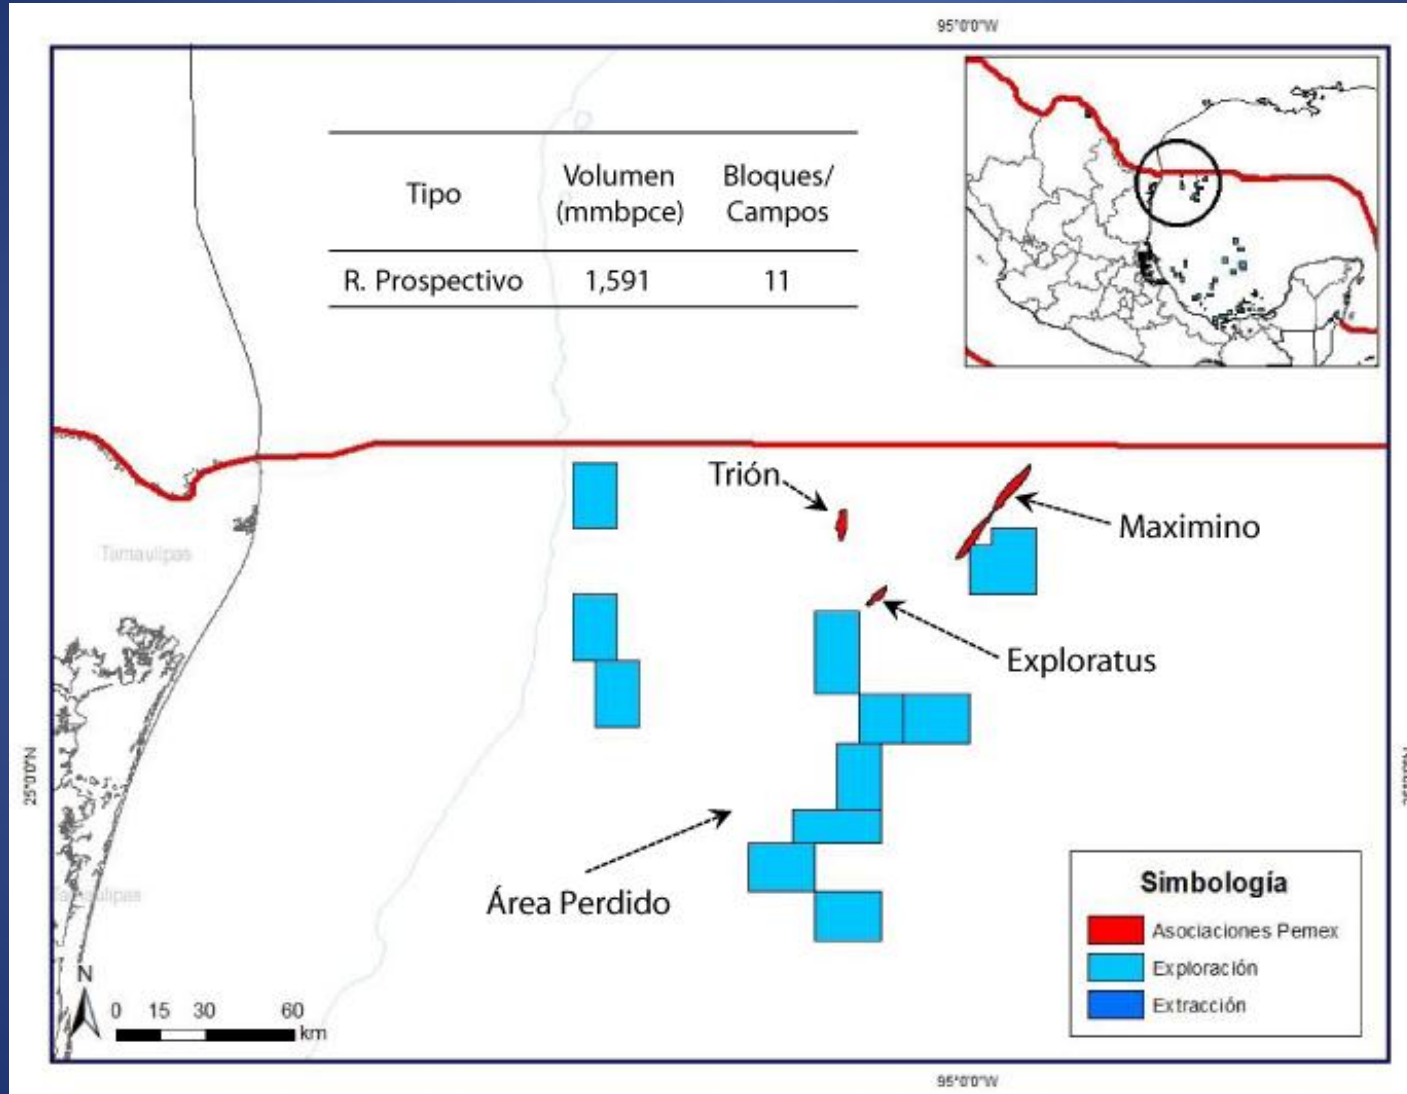 95°0'0"W
Tipo
Volumen
(mmbpce)
Bloques/
Campos
R. Prospectivo
1,591
11
Trión
Maximino
Tamaulipas
Exploratus
25°0'0"N
Área Perdido
Tamaulipas
Simbología
Asociaciones Pemex
Exploración
Extracción
N
0 15 30 60
km
95°0'0"W